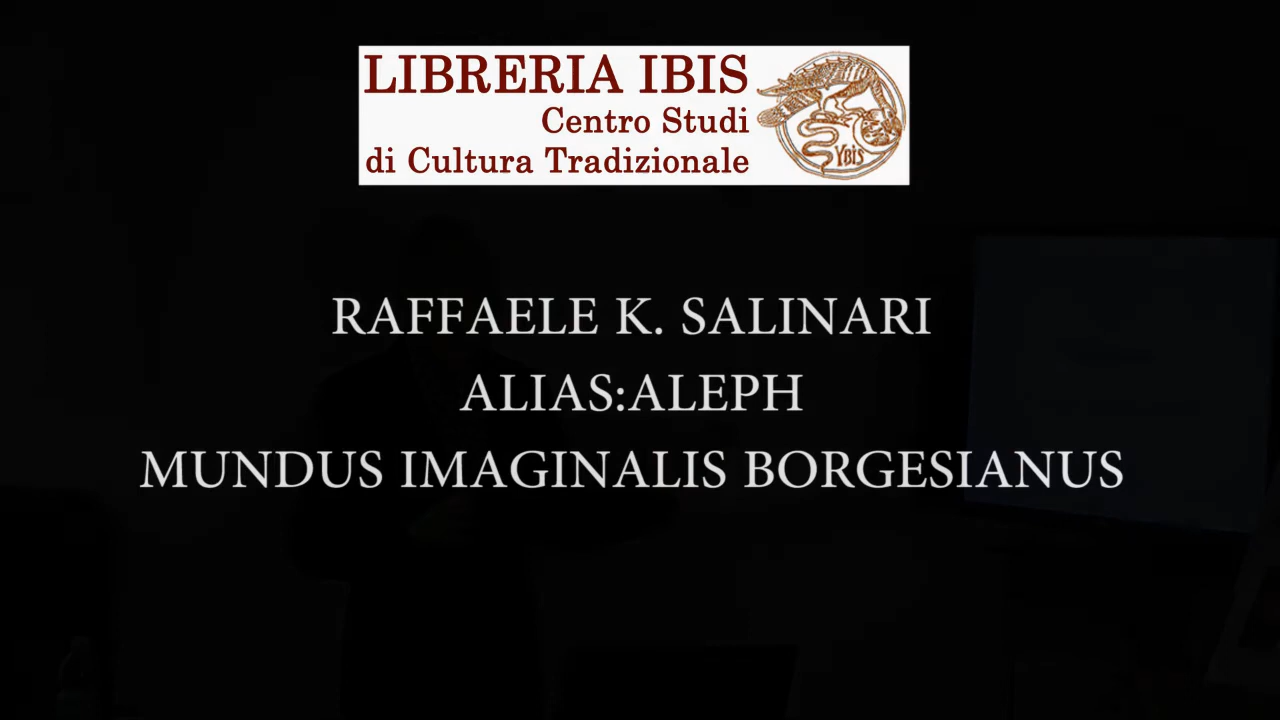 LIBRERIA IBIS
Centro Studi
di Cultura Tradizionale
YBIS
RAFFAELE K. SALINARI
ALIAS:ALEPH
MUNDUS IMAGINALIS BORGESIANUS